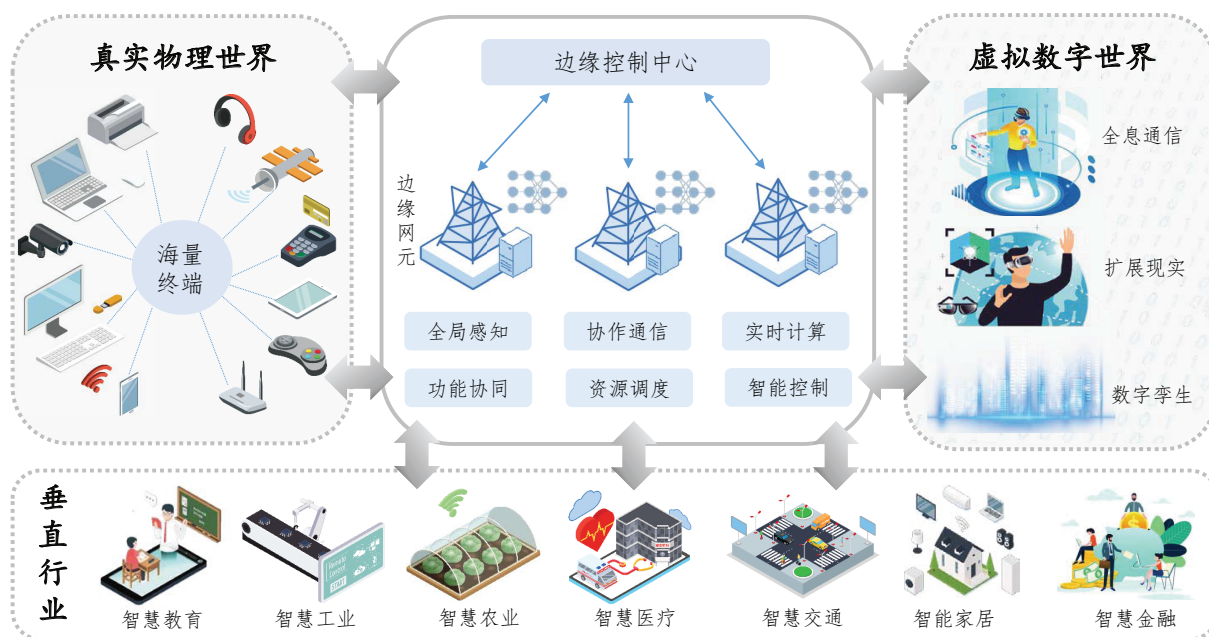 真实物理世界
海量
终端
边缘控制中心
边缘网元
全局感知
协作通信
实时计算
功能协同
资源调度
智能控制
虚拟数字世界
全息通信
扩展现实
数字孪生
垂直行业
智慧教育
智慧工业
智慧农业
智慧医疗
智慧交通
智能家居
智慧金融